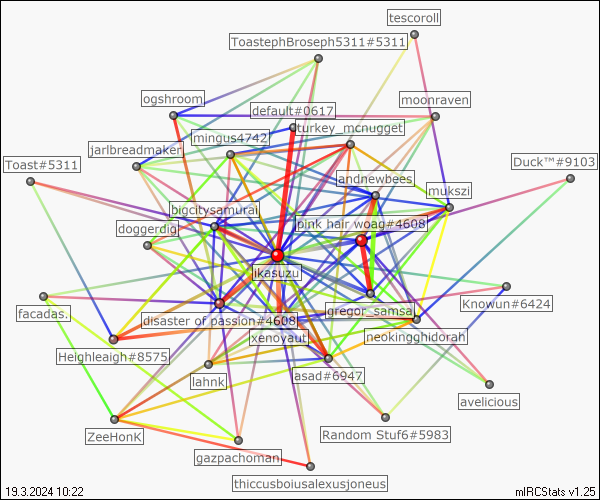 tescoroll
ToastephBroseph5311#5311
ogshroom
moonraven
default#0617
turkey_mcnugget
mingus4742
jarlbreadmaker
Toast#5311
Duck™#9103
andnewbees
mukszi
bigcitysamurai
doggerdig
pink hair woag#4608
ikasuzu
Knowun#6424
facadas.
gregor_samsa
disaster of passion#4608
neokingghidorah
xenoyaut
Heighleaigh#8575
asad#6947
lahnk
avelicious
ZeeHonK
Random Stuf6#5983
gazpachoman
thiccusboiusalexusjoneus
19.3.2024 10:22
mIRCStats v1.25